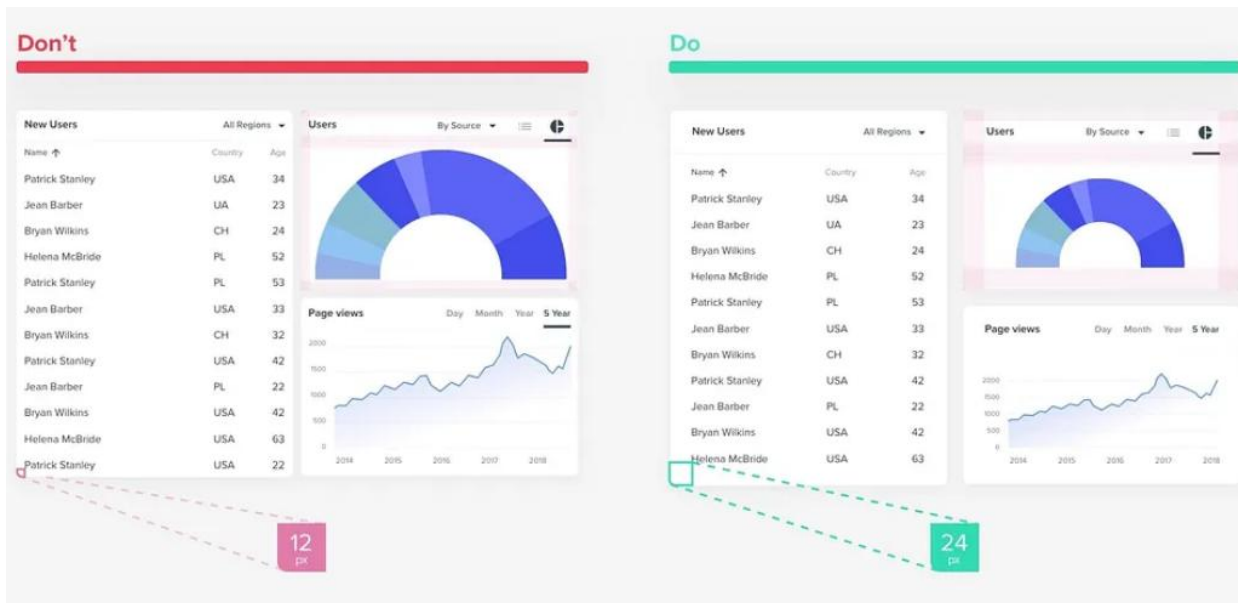 Don't
New Users All Regions
Name Country Age
Patrick Stanley USA 34
Jean Barber UA 23
Bryan Wilkins CH 24
Helena McBride PL 52
Patrick Stanley PL 53
Jean Barber USA 33
Bryan Wilkins CH 32
Patrick Stanley USA 42
Jean Barber PL 22
Bryan Wilkins USA 42
Helena McBride USA 63
Patrick Stanley USA 22
Users By Source
Page views Day Month Year 5 Year
2000
1500
1000
500
0
2014 2015 2016 2017 2018
12
px
Do
New Users All Regions
Name Country Age
Patrick Stanley USA 34
Jean Barber UA 23
Bryan Wilkins CH 24
Helena McBride PL 52
Patrick Stanley PL 53
Jean Barber USA 33
Bryan Wilkins CH 32
Patrick Stanley USA 42
Jean Barber PL 22
Bryan Wilkins USA 42
Helena McBride USA 63
Users By Source
Page views Day Month Year 5 Year
2000
1500
1000
500
0
2014 2015 2016 2017 2018
24
px